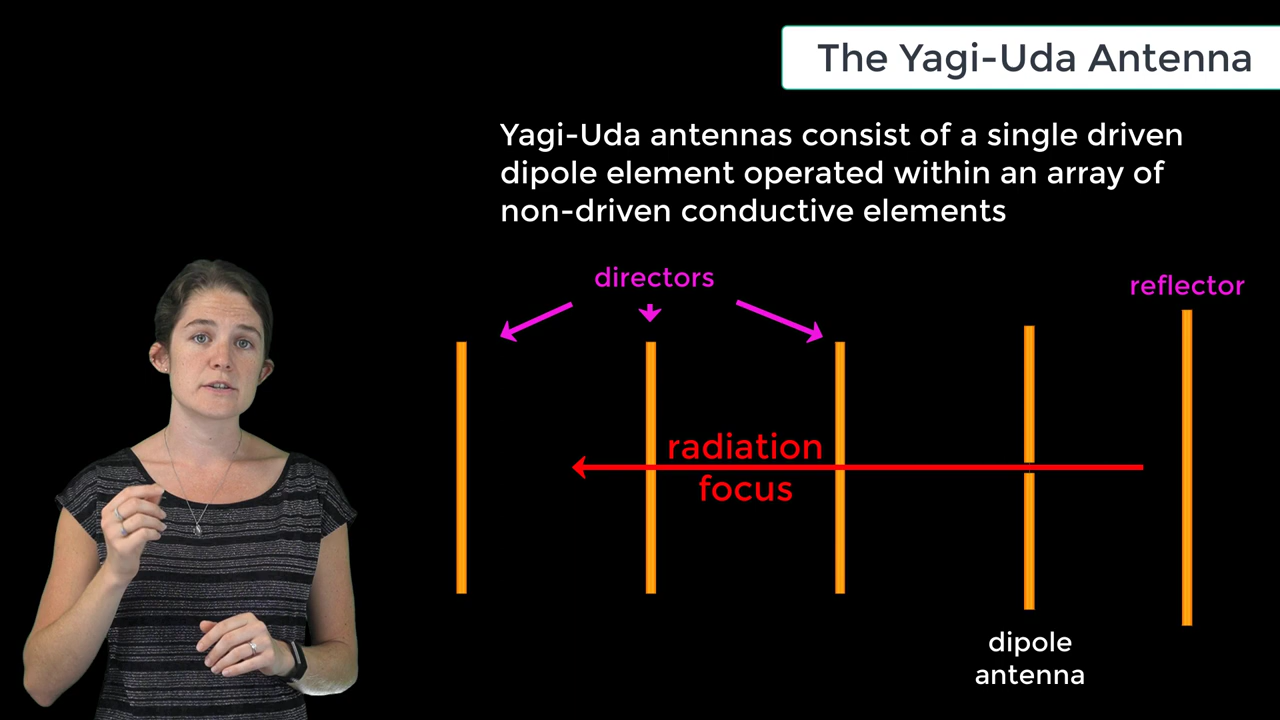 The Yagi-Uda Antenna
Yagi-Uda antennas consist of a single driven
dipole element operated within an array of
non-driven conductive elements
directors
reflector
radiation
focus
dipole
antenna